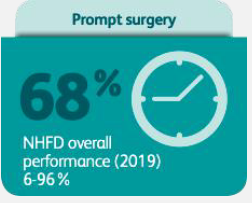 Prompt surgery
68%
NHFD overall
performance (2019)
6-96 %